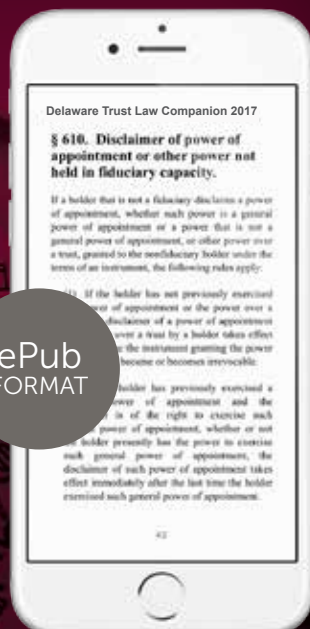 Delaware Trust Law Companion 2017
§ 610. Disclaimer of power of
appointment or other power not
held in fiduciary capacity.
If a holder that is not a fiduciary disclaims a power
of appointment, whether such power is a general
power of appointment or a power that is not a
general power of appointment, or other power over
a trust, granted to the nonfiduciary holder under the
terms of an instrument, the following rules apply:
If the holder has not previously exercised
power of appointment or the power over a
disclaimer of a power of appointment
over a trust by a holder takes effect
the instrument granting the power
become or becomes irrevocable.
holder has previously exercised a
power of appointment and the
is of the right to exercise such
power of appointment, whether or not
holder presently has the power to exercise
such general power of appointment, the
disclaimer of such power of appointment takes
effect immediately after the last time the holder
exercised such general power of appointment.
ePub
FORMAT